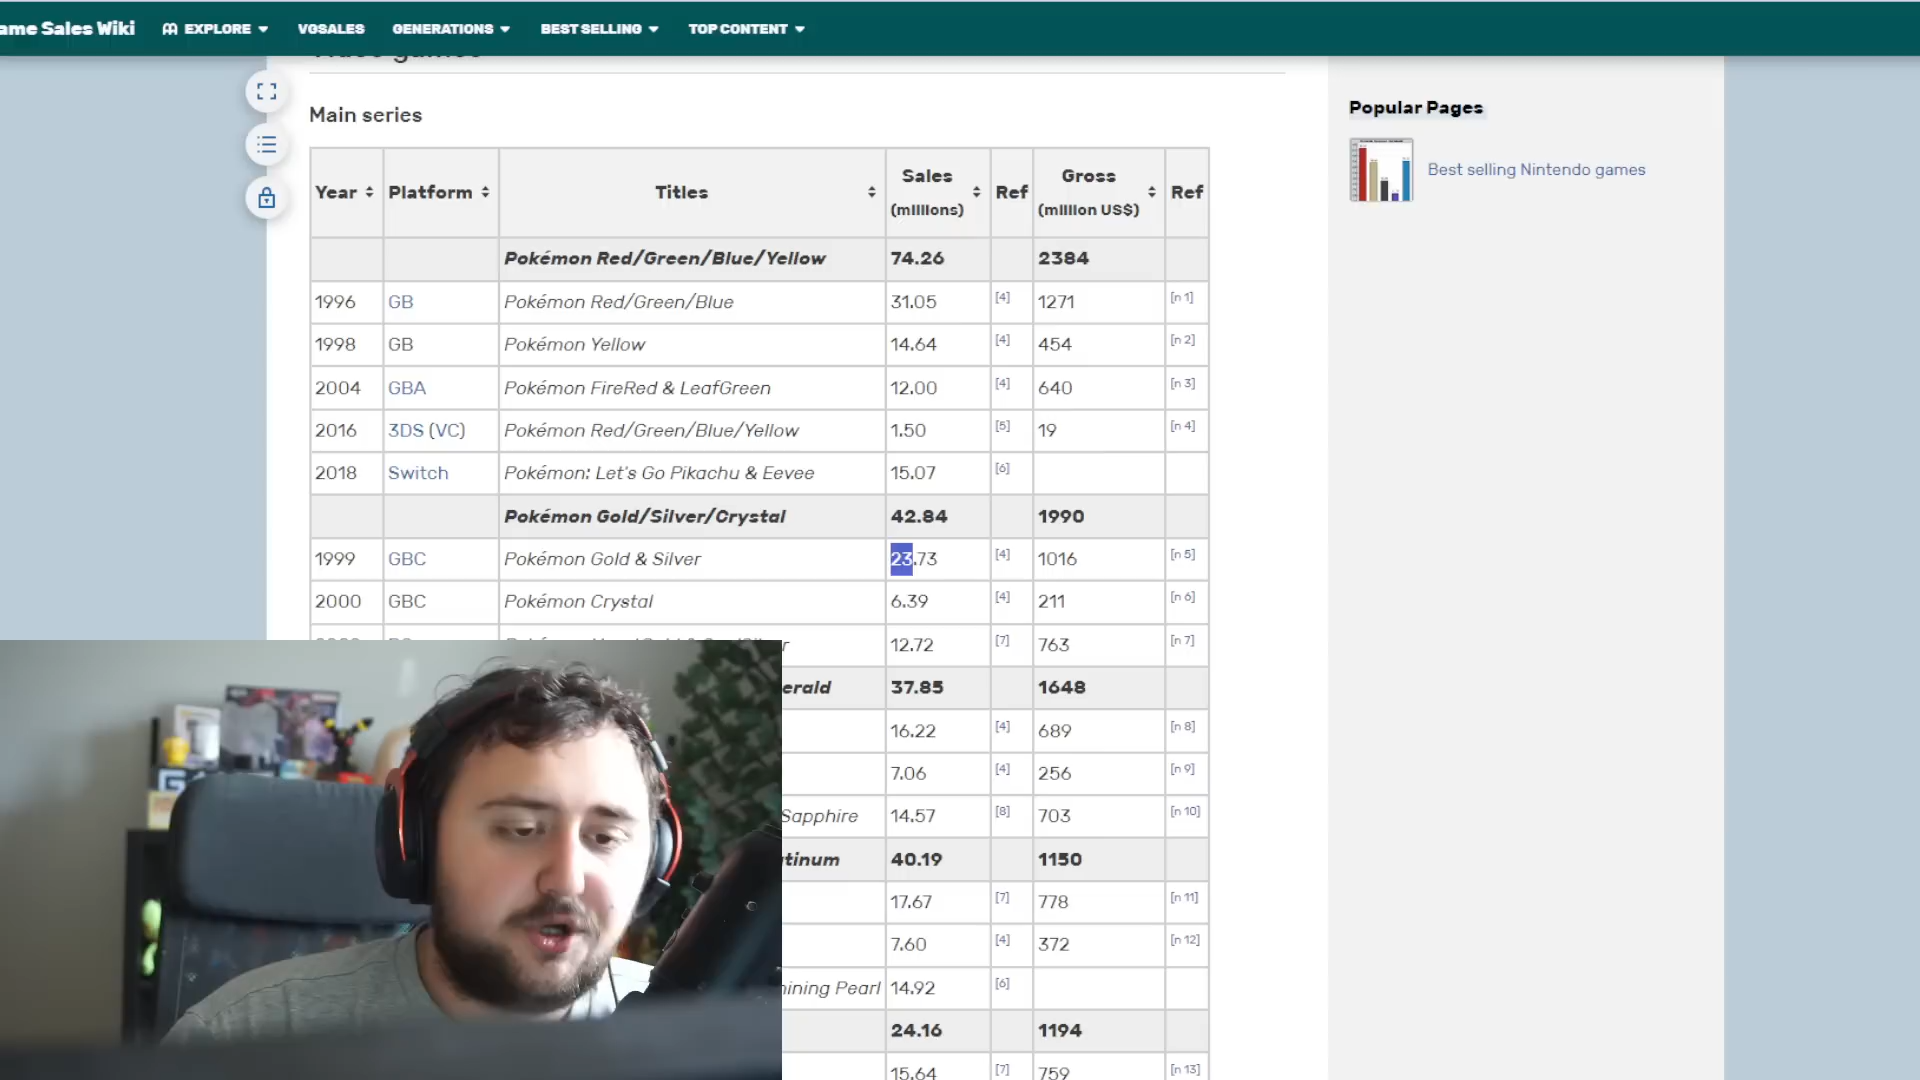 ame Sales Wiki EXPLORE VGSALES GENERATIONS BEST SELLING TOP CONTENT
Main series
Popular Pages
Best selling Nintendo games
Year Platform Titles Sales (millions) Ref Gross (million US$) Ref
Pokémon Red/Green/Blue/Yellow 74.26 2384
1996 GB Pokémon Red/Green/Blue 31.05 [4] 1271 [n 1]
1998 GB Pokémon Yellow 14.64 [4] 454 [n 2]
2004 GBA Pokémon FireRed & LeafGreen 12.00 [4] 640 [n 3]
2016 3DS (VC) Pokémon Red/Green/Blue/Yellow 1.50 [5] 19 [n 4]
2018 Switch Pokémon: Let's Go Pikachu & Eevee 15.07 [6]
Pokémon Gold/Silver/Crystal 42.84 1990
1999 GBC Pokémon Gold & Silver 23.73 [4] 1016 [n 5]
2000 GBC Pokémon Crystal 6.39 [4] 211 [n 6]
12.72 [7] 763 [n 7]
erald 37.85 1648
16.22 [4] 689 [n 8]
7.06 [4] 256 [n 9]
Sapphire 14.57 [8] 703 [n 10]
tinum 40.19 1150
17.67 [7] 778 [n 11]
7.60 [4] 372 [n 12]
hining Pearl 14.92 [6]
24.16 1194
15.64 [7] 759 [n 13]